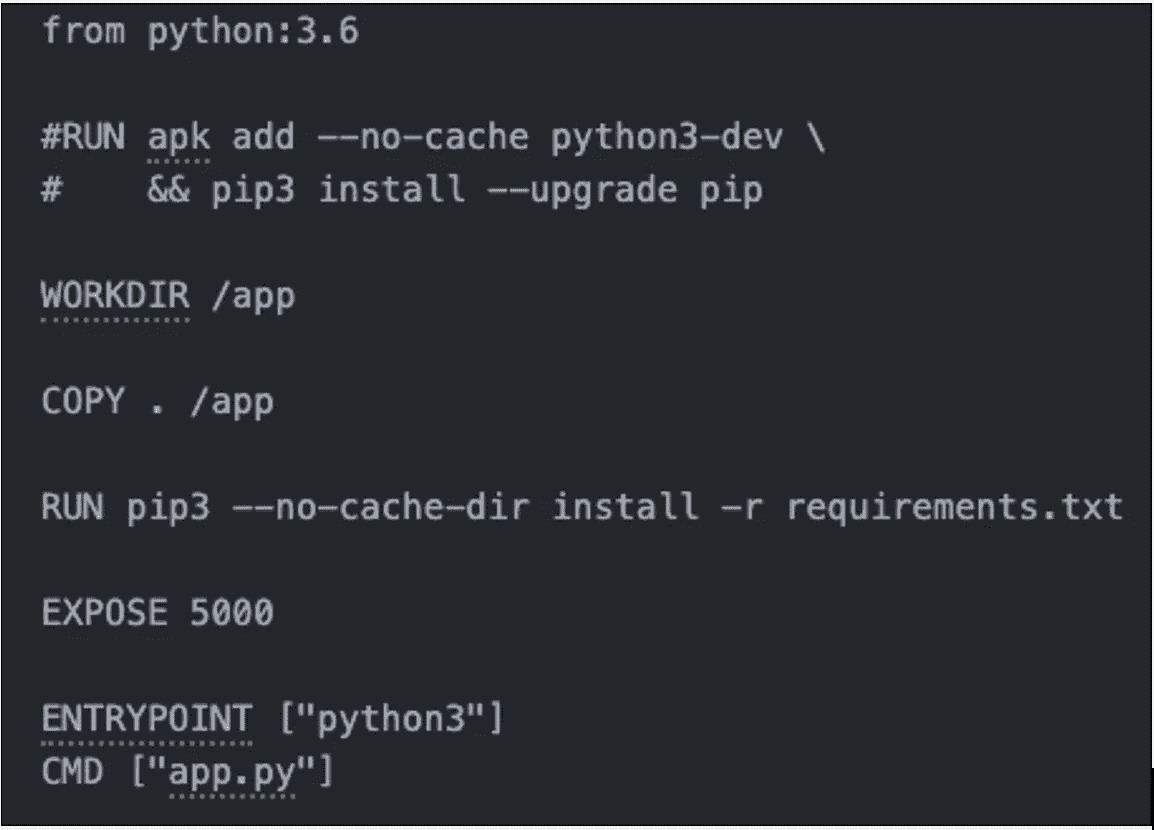 from python:3.6
#RUN apk add --no-cache python3-dev \
#    && pip3 install --upgrade pip
WORKDIR /app
COPY . /app
RUN pip3 --no-cache-dir install -r requirements.txt
EXPOSE 5000
ENTRYPOINT ["python3"]
CMD ["app.py"]